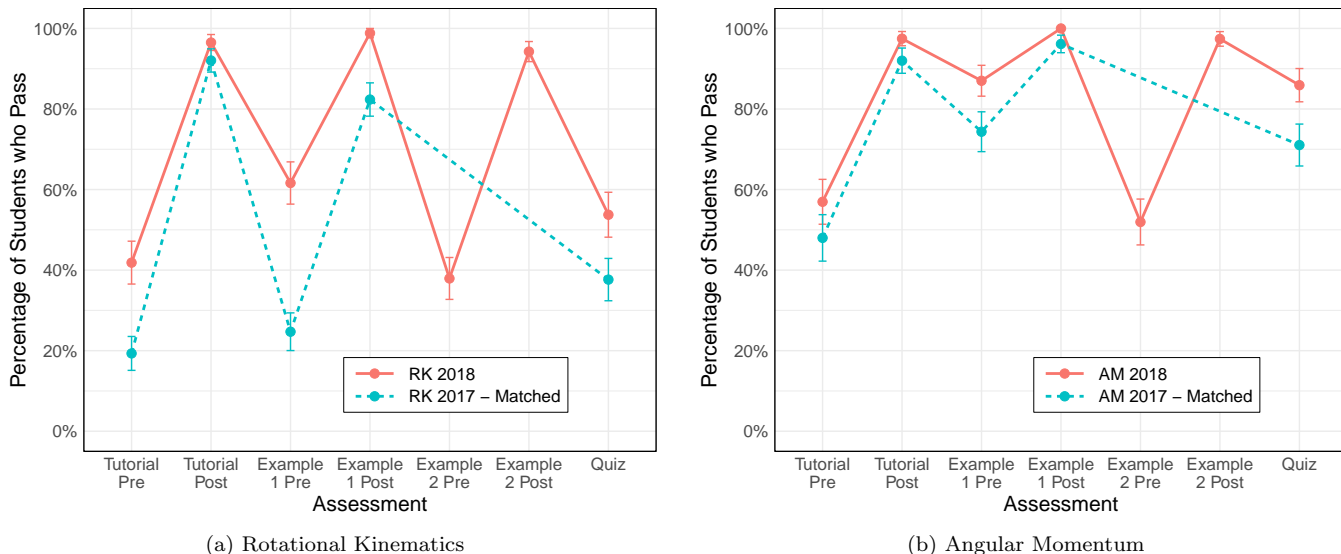 Percentage of Students who Pass
100%
80%
60%
40%
20%
0%
RK 2018
RK 2017 − Matched
Tutorial
Pre
Tutorial
Post
Example
1 Pre
Example
1 Post
Example
2 Pre
Example
2 Post
Quiz
Assessment
(a) Rotational Kinematics
Percentage of Students who Pass
100%
80%
60%
40%
20%
0%
AM 2018
AM 2017 − Matched
Tutorial
Pre
Tutorial
Post
Example
1 Pre
Example
1 Post
Example
2 Pre
Example
2 Post
Quiz
Assessment
(b) Angular Momentum